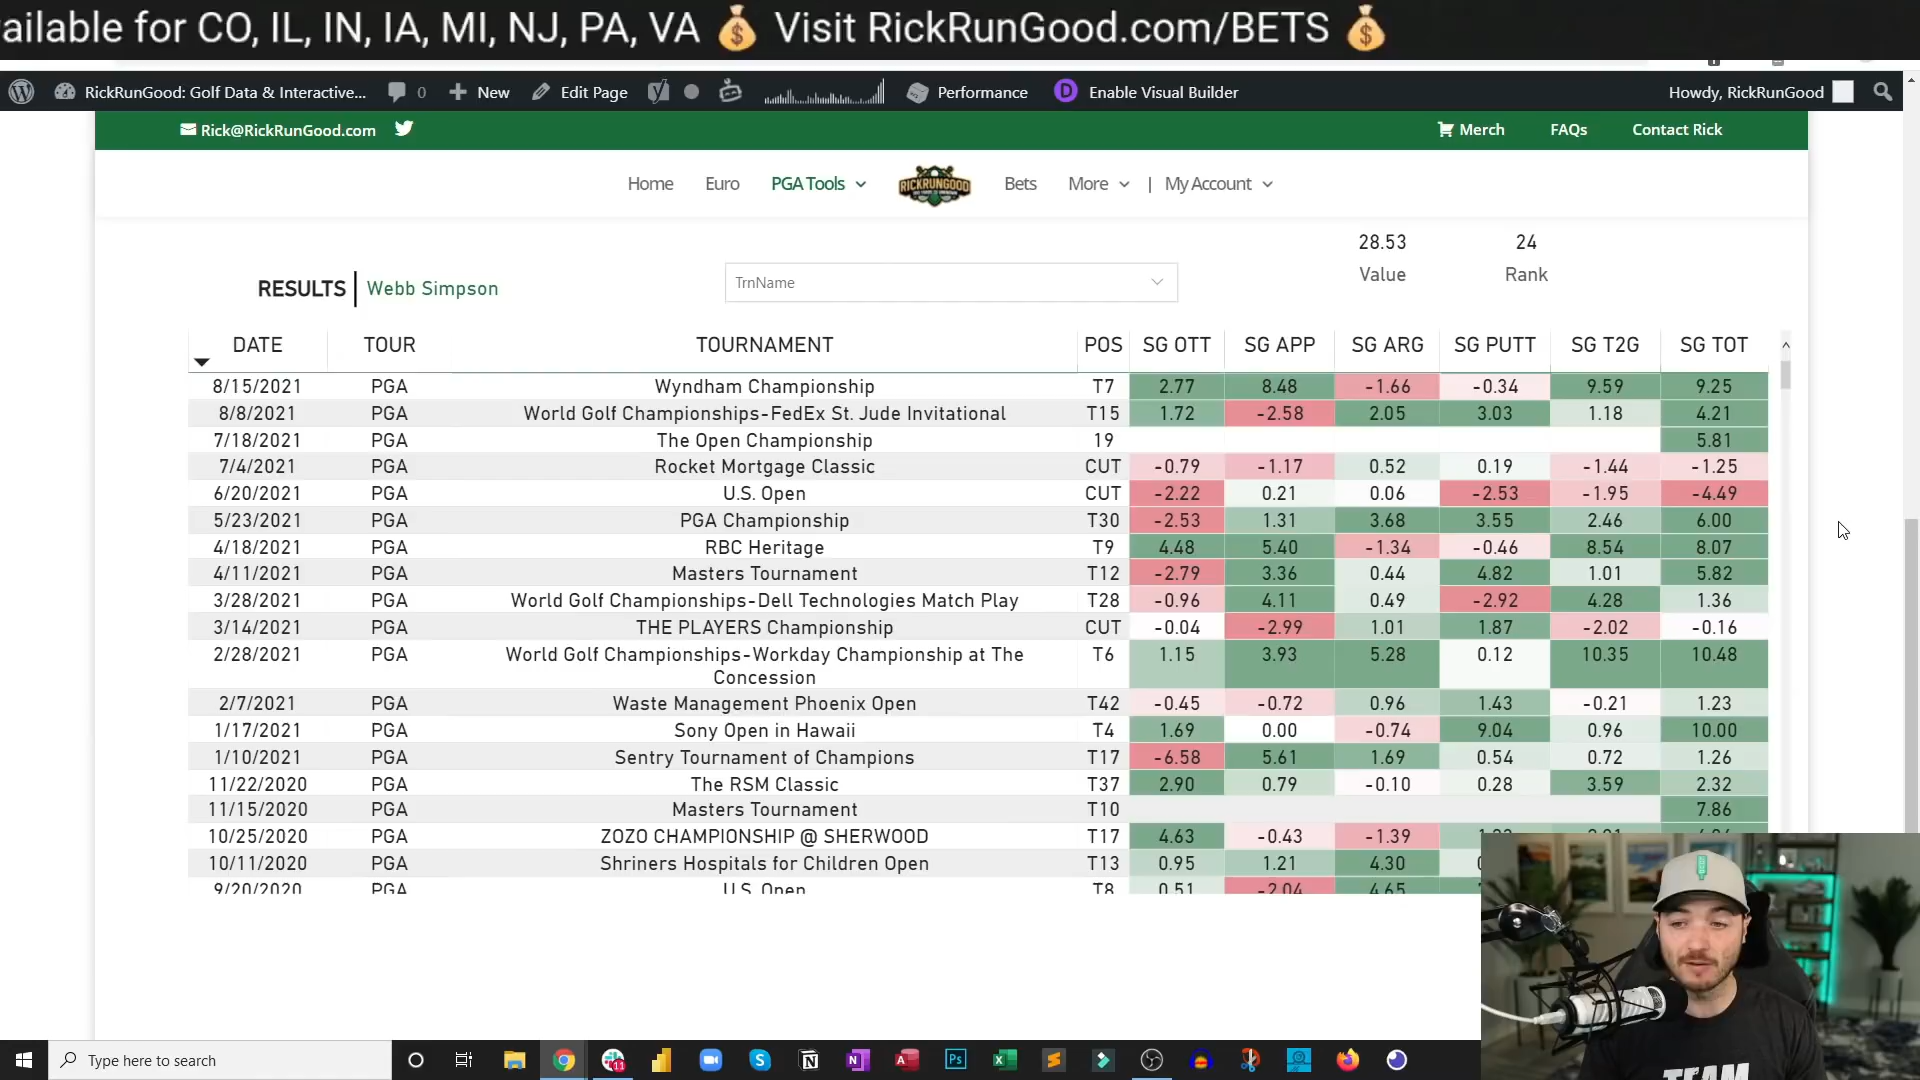 ailable for CO, IL, IN, IA, MI, NJ, PA, VA 💰 Visit RickRunGood.com/BETS 💰
RickRunGood: Golf Data & Interactive... 0 New Edit Page Performance D Enable Visual Builder Howdy, RickRunGood
Rick@RickRunGood.com Merch FAQs Contact Rick
Home Euro PGA Tools RICKRUNGOOD Bets More | My Account
28.53 24
Value Rank
RESULTS | Webb Simpson TrnName
DATE TOUR TOURNAMENT POS SG OTT SG APP SG ARG SG PUTT SG T2G SG TOT
8/15/2021 PGA Wyndham Championship T7 2.77 8.48 -1.66 -0.34 9.59 9.25
8/8/2021 PGA World Golf Championships-FedEx St. Jude Invitational T15 1.72 -2.58 2.05 3.03 1.18 4.21
7/18/2021 PGA The Open Championship 19 5.81
7/4/2021 PGA Rocket Mortgage Classic CUT -0.79 -1.17 0.52 0.19 -1.44 -1.25
6/20/2021 PGA U.S. Open CUT -2.22 0.21 0.06 -2.53 -1.95 -4.49
5/23/2021 PGA PGA Championship T30 -2.53 1.31 3.68 3.55 2.46 6.00
4/18/2021 PGA RBC Heritage T9 4.48 5.40 -1.34 -0.46 8.54 8.07
4/11/2021 PGA Masters Tournament T12 -2.79 3.36 0.44 4.82 1.01 5.82
3/28/2021 PGA World Golf Championships-Dell Technologies Match Play T28 -0.96 4.11 0.49 -2.92 4.28 1.36
3/14/2021 PGA THE PLAYERS Championship CUT -0.04 -2.99 1.01 1.87 -2.02 -0.16
2/28/2021 PGA World Golf Championships-Workday Championship at The T6 1.15 3.93 5.28 0.12 10.35 10.48
Concession
2/7/2021 PGA Waste Management Phoenix Open T42 -0.45 -0.72 0.96 1.43 -0.21 1.23
1/17/2021 PGA Sony Open in Hawaii T4 1.69 0.00 -0.74 9.04 0.96 10.00
1/10/2021 PGA Sentry Tournament of Champions T17 -6.58 5.61 1.69 0.54 0.72 1.26
11/22/2020 PGA The RSM Classic T37 2.90 0.79 -0.10 0.28 3.59 2.32
11/15/2020 PGA Masters Tournament T10 7.86
10/25/2020 PGA ZOZO CHAMPIONSHIP @ SHERWOOD T17 4.63 -0.43 -1.39
10/11/2020 PGA Shriners Hospitals for Children Open T13 0.95 1.21 4.30
9/20/2020 PGA U.S. Open T8 0.51 -2.04 4.65
TEAM
Type here to search 11 Ps